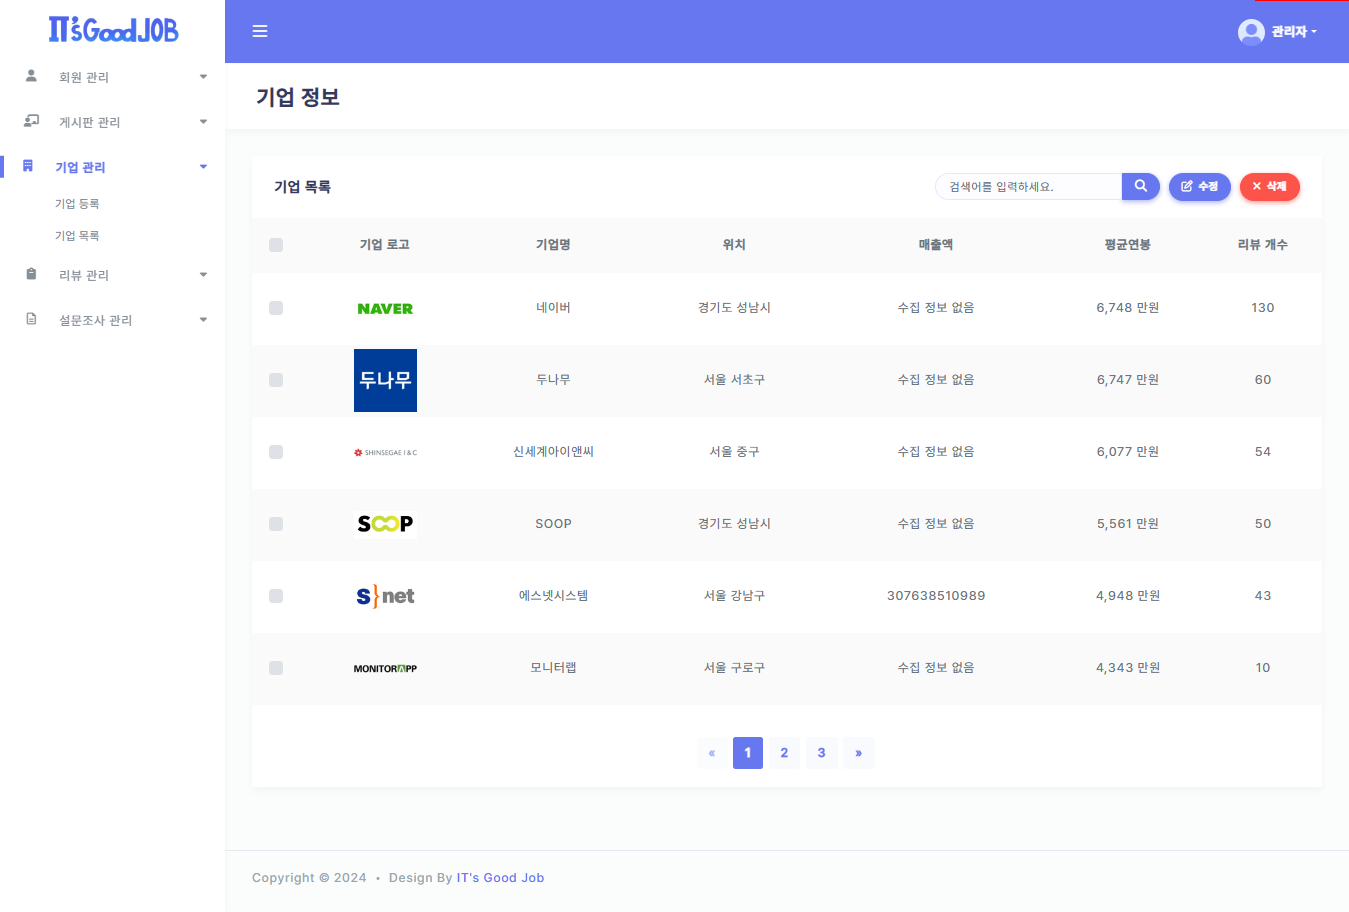 IT'sGoodJOB
관리자
회원 관리
게시판 관리
기업 관리
기업 등록
기업 목록
리뷰 관리
설문조사 관리
기업 정보
기업 목록
검색어를 입력하세요.
수정
삭제
기업 로고 기업명 위치 매출액 평균연봉 리뷰 개수
NAVER 네이버 경기도 성남시 수집 정보 없음 6,748 만원 130
두나무 두나무 서울 서초구 수집 정보 없음 6,747 만원 60
SHINSEGAE I & C 신세계아이앤씨 서울 중구 수집 정보 없음 6,077 만원 54
SOOP SOOP 경기도 성남시 수집 정보 없음 5,561 만원 50
S}net 에스넷시스템 서울 강남구 307638510989 4,948 만원 43
MONITORAPP 모니터랩 서울 구로구 수집 정보 없음 4,343 만원 10
« 1 2 3 »
Copyright © 2024 • Design By IT's Good Job